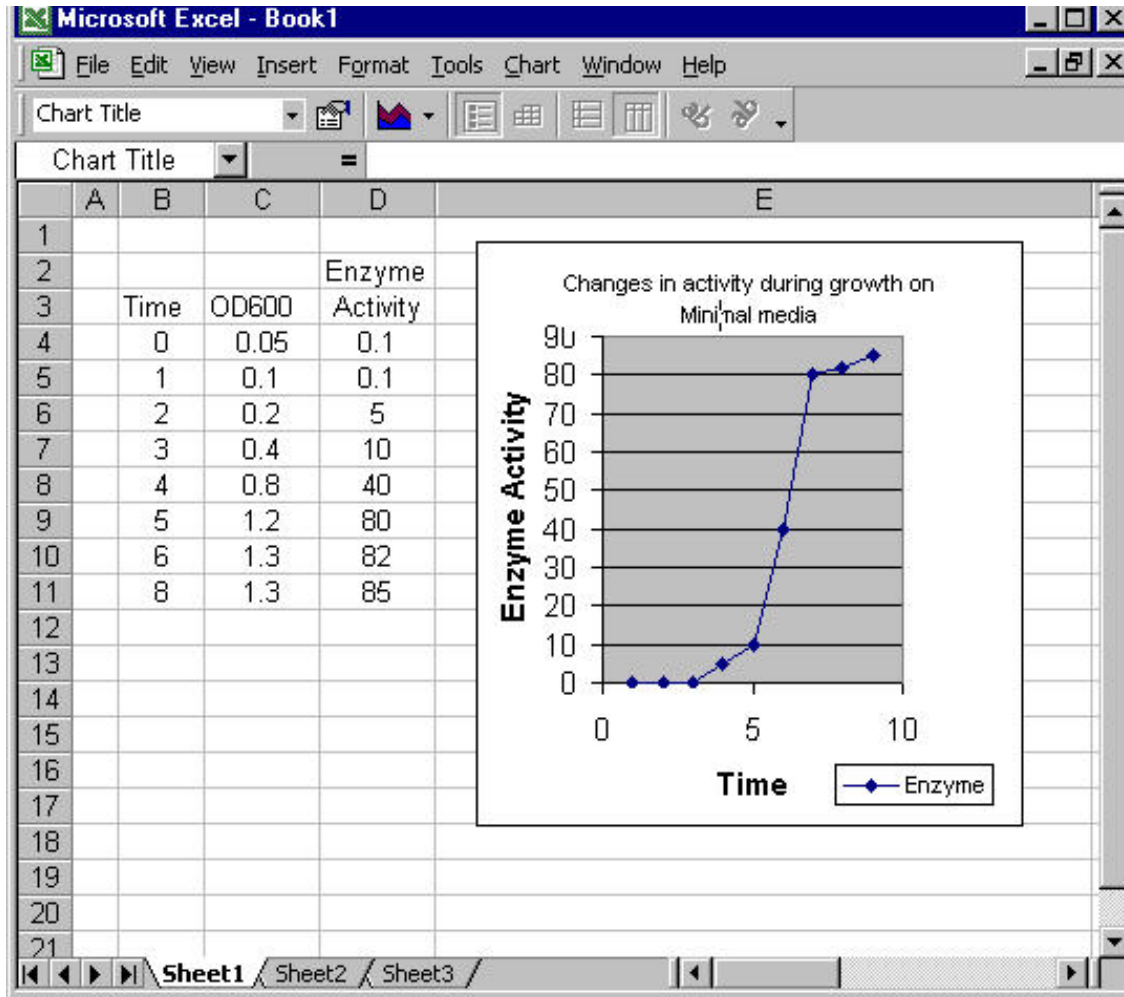 Microsoft Excel - Book1
File Edit View Insert Format Tools Chart Window Help
Chart Title
Chart Title =
A B C D E
1
2 Enzyme
3 Time OD600 Activity
4 0 0.05 0.1
5 1 0.1 0.1
6 2 0.2 5
7 3 0.4 10
8 4 0.8 40
9 5 1.2 80
10 6 1.3 82
11 8 1.3 85
12
13
14
15
16
17
18
19
20
21
Changes in activity during growth on
Minimal media
90
80
70
60
50
40
30
20
10
0
Enzyme Activity
0 5 10
Time
Enzyme
Sheet1 Sheet2 Sheet3